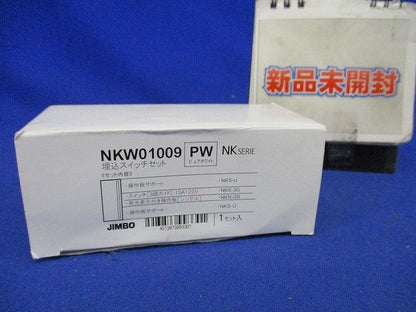 新品未開封
NKW01009 PW NK SERIE
埋込スイッチセット ピュアホワイト
《セット内容》
操作板サポート NKS-U
スイッチ[3路ガイド] 15A125V NKS-3G
操作板サポート NKS-U
JIMBO
1セット入